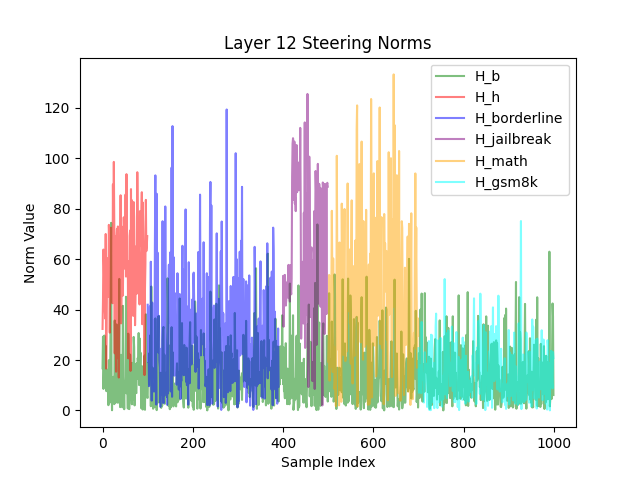 Layer 12 Steering Norms
H_b
H_h
H_borderline
H_jailbreak
H_math
H_gsm8k
Norm Value
120
100
80
60
40
20
0
0
200
400
600
800
1000
Sample Index